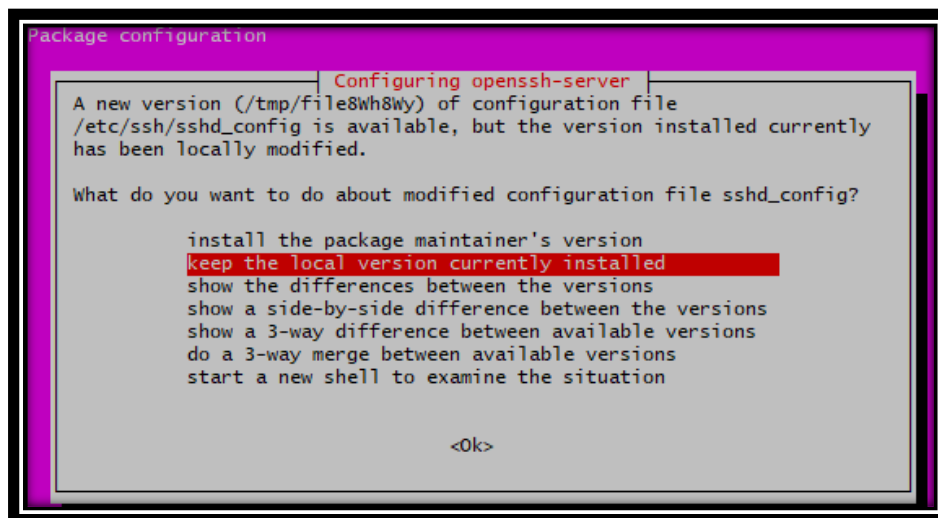 Package configuration
Configuring openssh-server
A new version (/tmp/file8Wh8Wy) of configuration file
/etc/ssh/sshd_config is available, but the version installed currently
has been locally modified.
What do you want to do about modified configuration file sshd_config?
install the package maintainer's version
keep the local version currently installed
show the differences between the versions
show a side-by-side difference between the versions
show a 3-way difference between available versions
do a 3-way merge between available versions
start a new shell to examine the situation
<Ok>